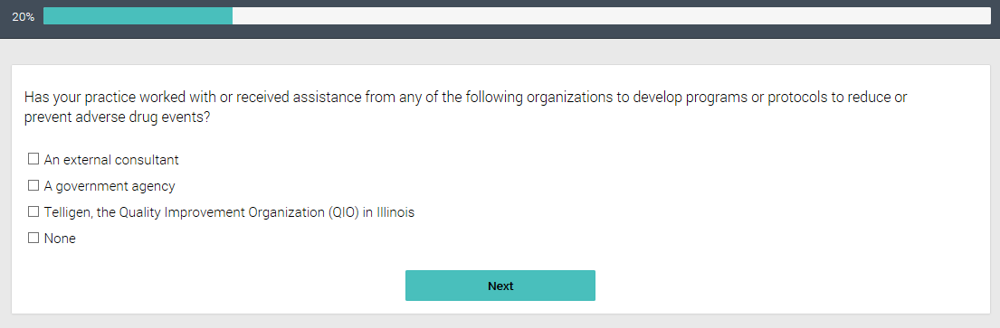 20%
Has your practice worked with or received assistance from any of the following organizations to develop programs or protocols to reduce or
prevent adverse drug events?
An external consultant
A government agency
Telligen, the Quality Improvement Organization (QIO) in Illinois
None
Next